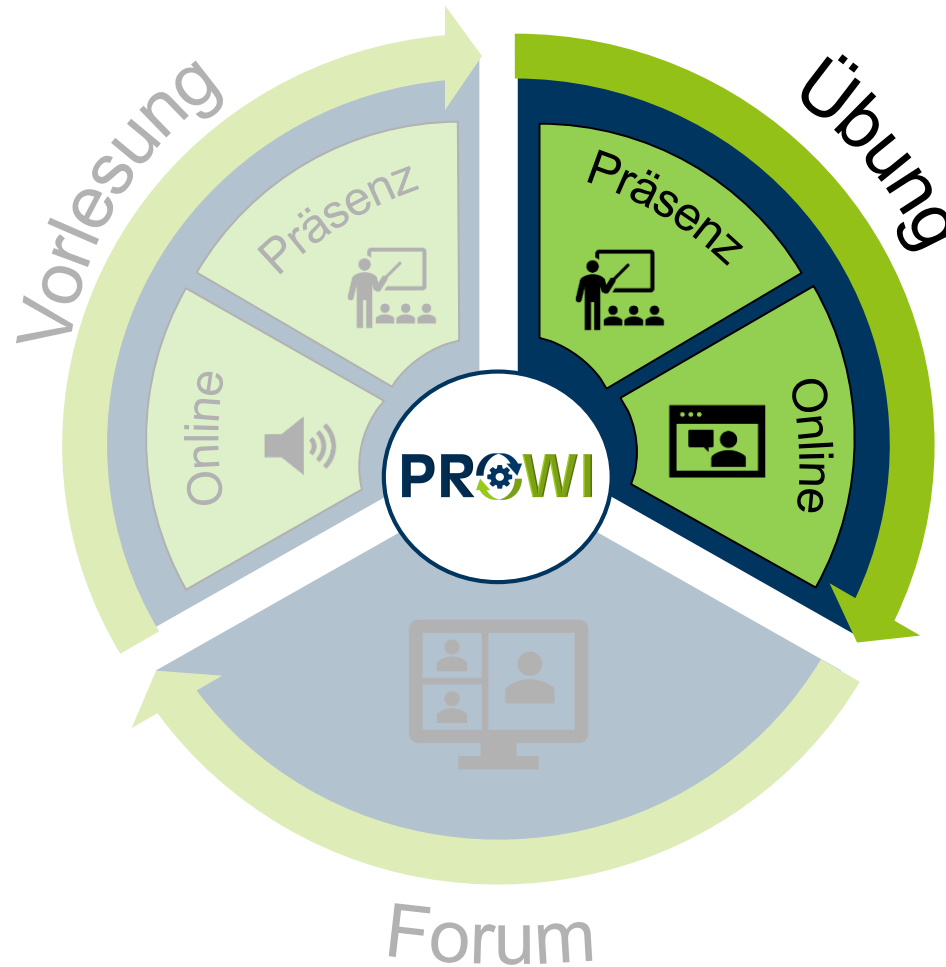 Vorlesung
Präsenz
Online
Übung
Präsenz
Online
PROWI
Forum